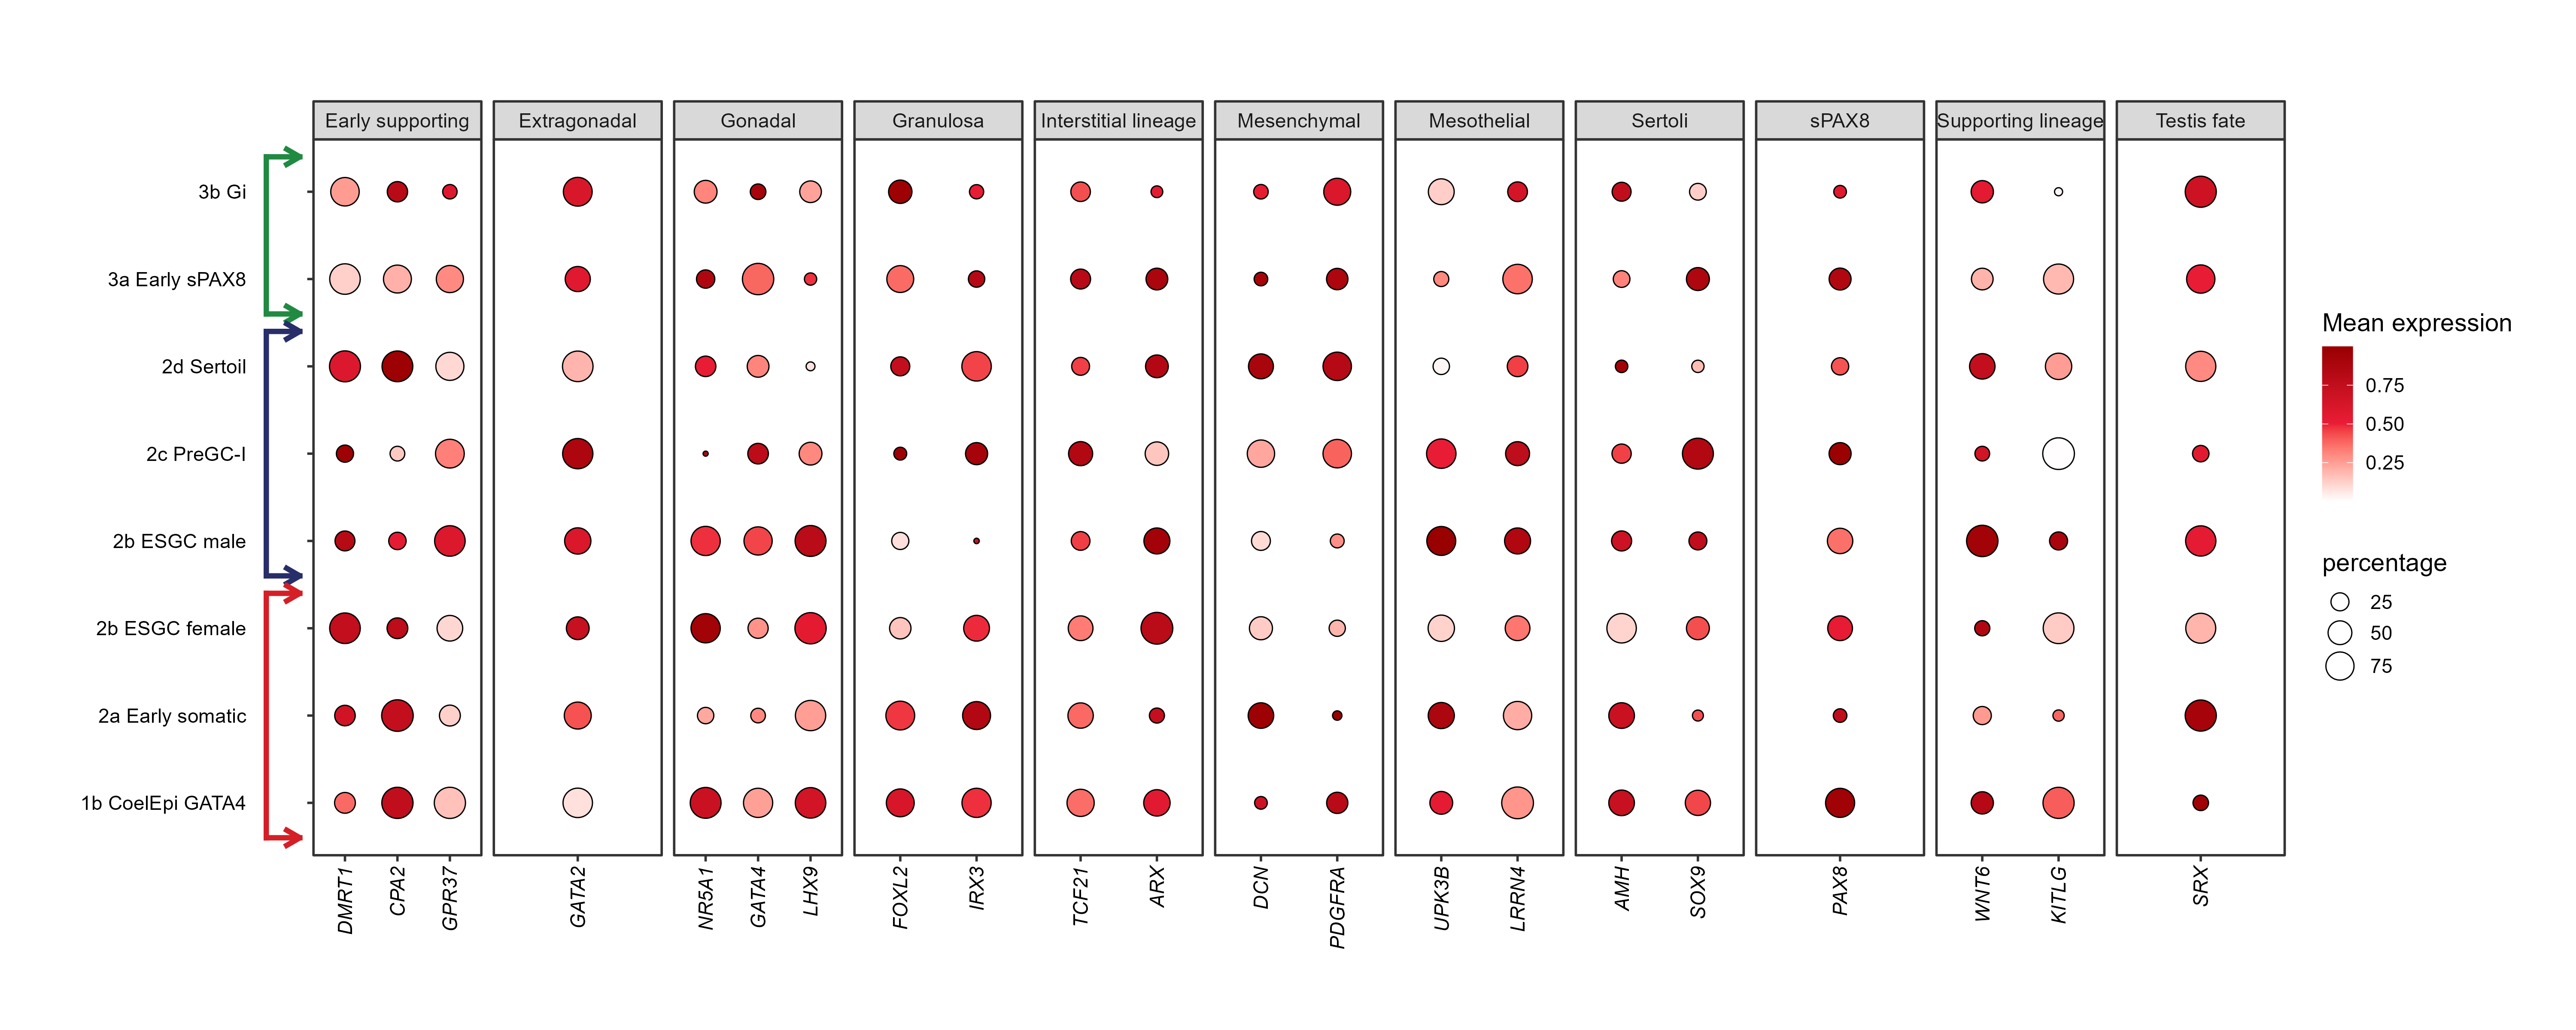 Early supporting
Extragonadal
Gonadal
Granulosa
Interstitial lineage
Mesenchymal
Mesothelial
Sertoli
sPAX8
Supporting lineage
Testis fate
3b Gi
3a Early sPAX8
2d Sertoil
2c PreGC-I
2b ESGC male
2b ESGC female
2a Early somatic
1b CoelEpi GATA4
DMRT1
CPA2
GPR37
GATA2
NR5A1
GATA4
LHX9
FOXL2
IRX3
TCF21
ARX
DCN
PDGFRA
UPK3B
LRRN4
AMH
SOX9
PAX8
WNT6
KITLG
SRX
Mean expression
0.75
0.50
0.25
percentage
25
50
75